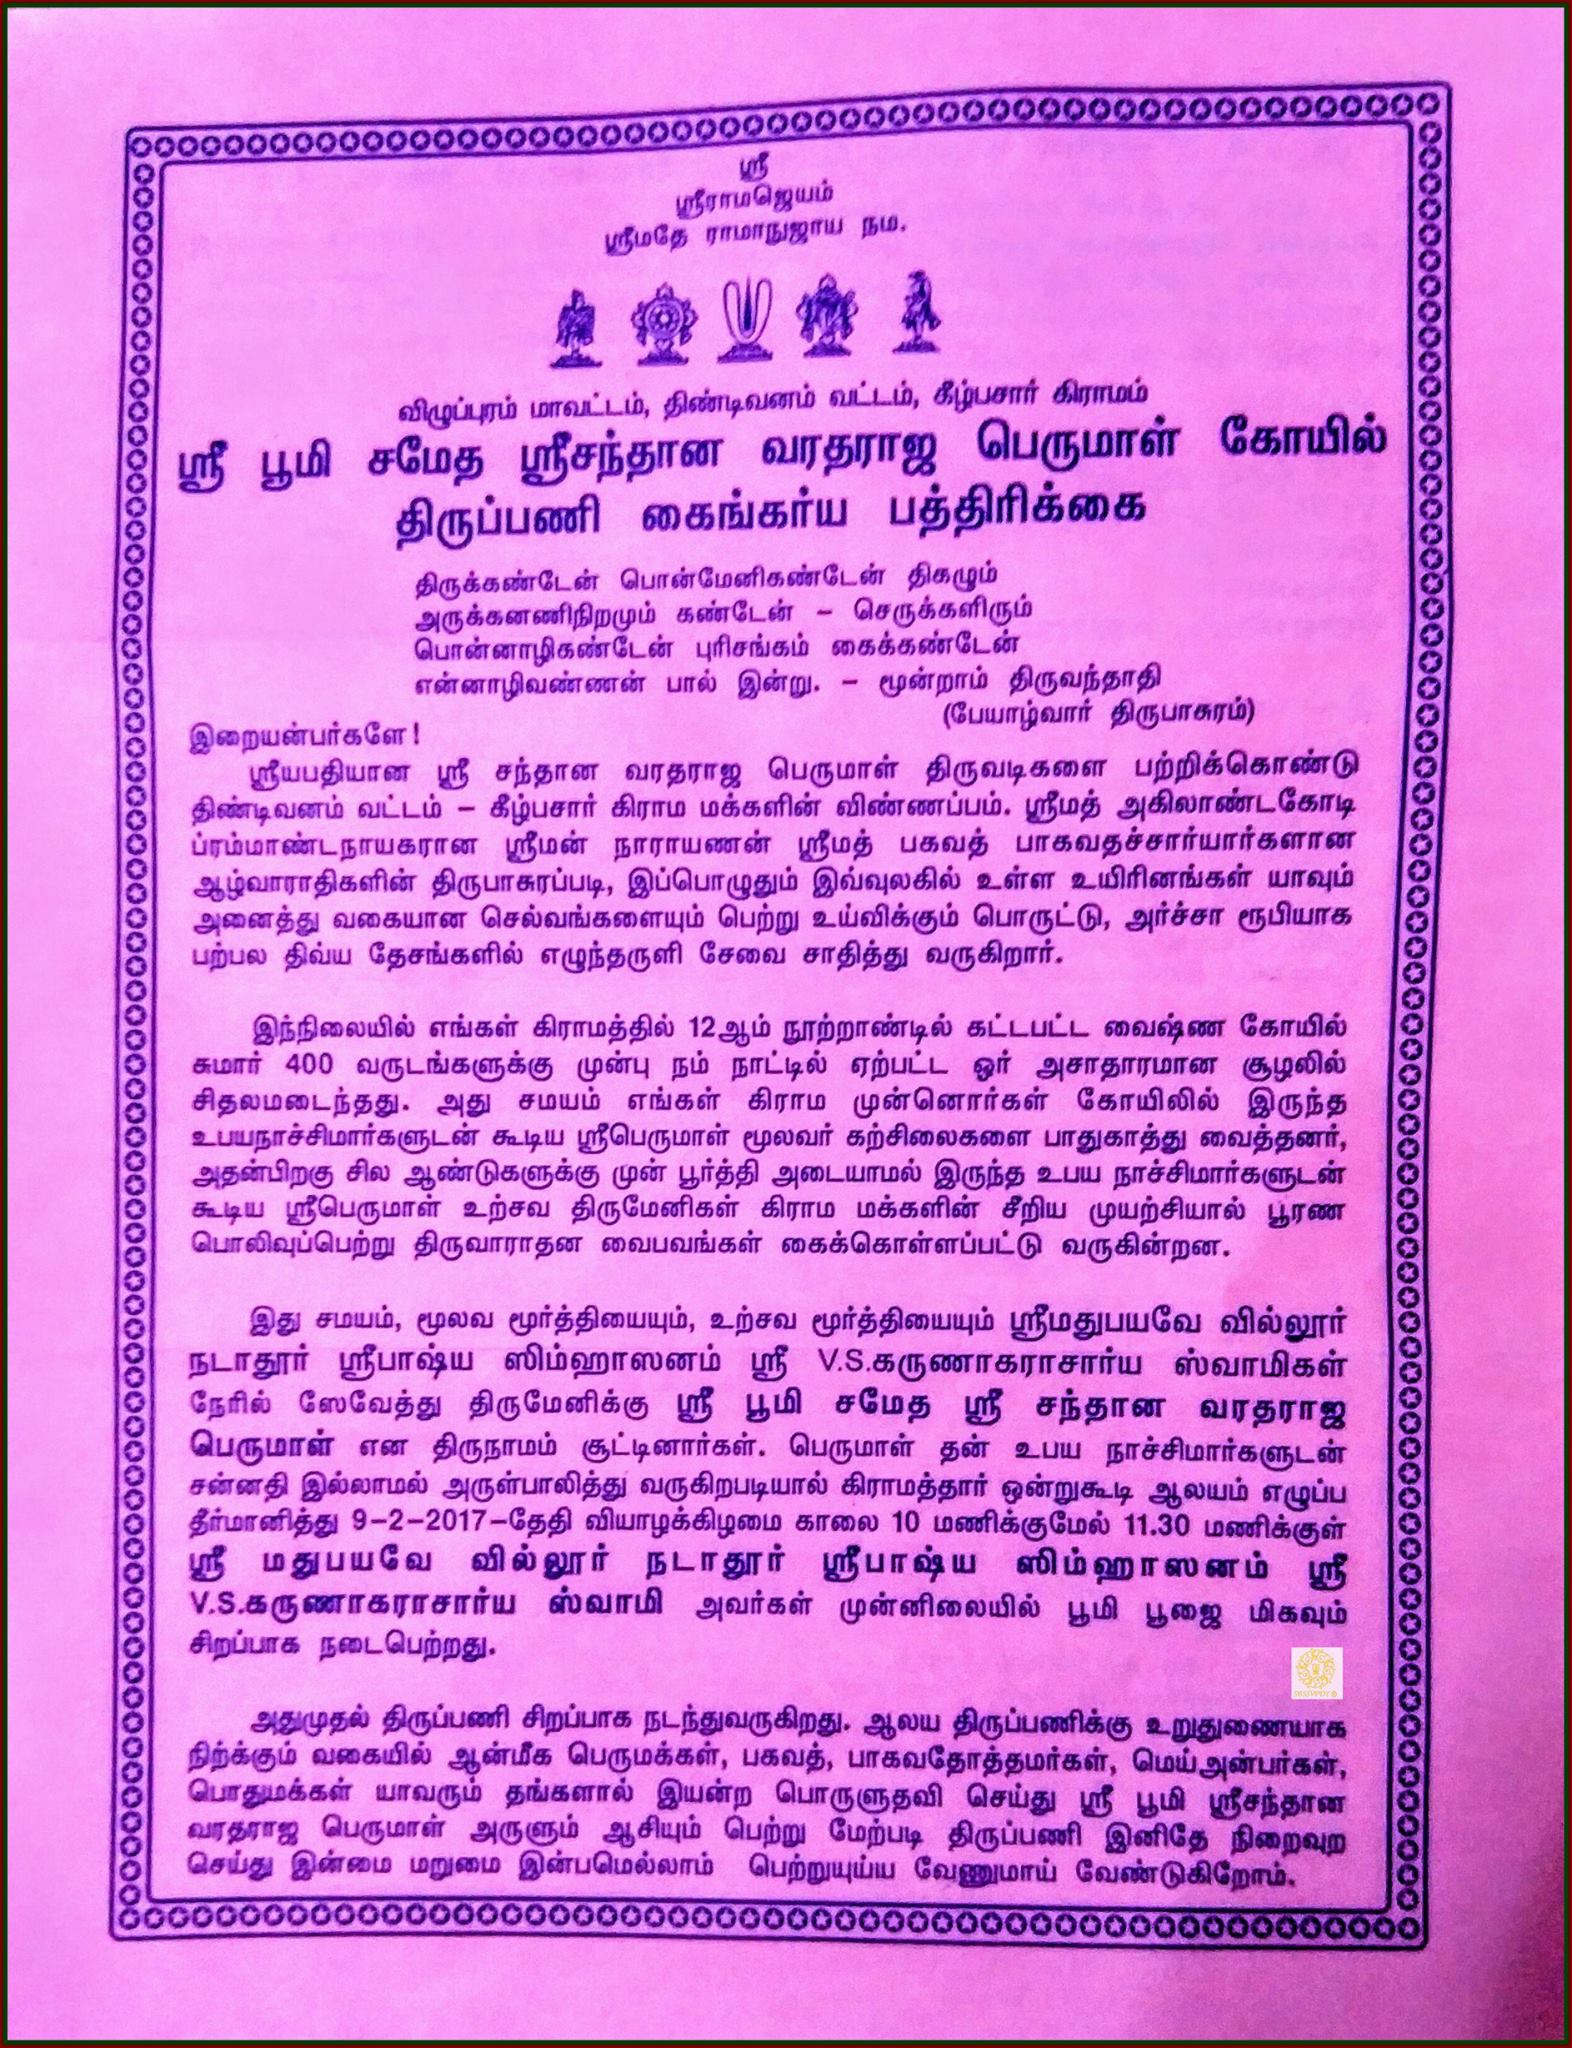 ஸ்ரீ
ஸ்ரீராமஜெயம்
ஸ்ரீமதே ராமாநுஜாய நம.
விழுப்புரம் மாவட்டம், திண்டிவனம் வட்டம், கீழ்பசார் கிராமம்
ஸ்ரீ பூமி சமேத ஸ்ரீசந்தான வரதராஜ பெருமாள் கோயில்
திருப்பணி கைங்கர்ய பத்திரிக்கை
திருக்கண்டேன் பொன்மேனிகண்டேன் திகழும்
அருக்கனணிநிறமும் கண்டேன் – செருக்களிரும்
பொன்னாழிகண்டேன் புரிசங்கம் கைக்கண்டேன்
என்னாழிவண்ணன் பால் இன்று. – மூன்றாம் திருவந்தாதி
(பேயாழ்வார் திருபாசுரம்)
இறையன்பர்களே!
ஸ்ரீயபதியான ஸ்ரீ சந்தான வரதராஜ பெருமாள் திருவடிகளை பற்றிக்கொண்டு
திண்டிவனம் வட்டம் – கீழ்பசார் கிராம மக்களின் விண்ணப்பம். ஸ்ரீமத் அகிலாண்டகோடி
ப்ரம்மாண்டநாயகரான ஸ்ரீமன் நாராயணன் ஸ்ரீமத் பகவத் பாகவதச்சார்யார்களான
ஆழ்வாராதிகளின் திருபாசுரப்படி, இப்பொழுதும் இவ்வுலகில் உள்ள உயிரினங்கள் யாவும்
அனைத்து வகையான செல்வங்களையும் பெற்று உய்விக்கும் பொருட்டு, அர்ச்சா ரூபியாக
பற்பல திவ்ய தேசங்களில் எழுந்தருளி சேவை சாதித்து வருகிறார்.
இந்நிலையில் எங்கள் கிராமத்தில் 12ஆம் நூற்றாண்டில் கட்டபட்ட வைஷ்ண கோயில்
சுமார் 400 வருடங்களுக்கு முன்பு நம் நாட்டில் ஏற்பட்ட ஒர் அசாதாரமான சூழலில்
சிதலமடைந்தது. அது சமயம் எங்கள் கிராம முன்னொர்கள் கோயிலில் இருந்த
உபயநாச்சிமார்களுடன் கூடிய ஸ்ரீபெருமாள் மூலவர் கற்சிலைகளை பாதுகாத்து வைத்தனர்,
அதன்பிறகு சில ஆண்டுகளுக்கு முன் பூர்த்தி அடையாமல் இருந்த உபய நாச்சிமார்களுடன்
கூடிய ஸ்ரீபெருமாள் உற்சவ திருமேனிகள் கிராம மக்களின் சீறிய முயற்சியால் பூரண
பொலிவுப்பெற்று திருவாராதன வைபவங்கள் கைக்கொள்ளப்பட்டு வருகின்றன.
இது சமயம், மூலவ மூர்த்தியையும், உற்சவ மூர்த்தியையும் ஸ்ரீமதுபயவே வில்லூர்
நடாதூர் ஸ்ரீபாஷ்ய ஸிம்ஹாஸனம் ஸ்ரீ V.S.கருணாகராசார்ய ஸ்வாமிகள்
நேரில் ஸேவேத்து திருமேனிக்கு ஸ்ரீ பூமி சமேத ஸ்ரீ சந்தான வரதராஜ
பெருமாள் என திருநாமம் சூட்டினார்கள். பெருமாள் தன் உபய நாச்சிமார்களுடன்
சன்னதி இல்லாமல் அருள்பாலித்து வருகிறபடியால் கிராமத்தார் ஒன்றுகூடி ஆலயம் எழுப்ப
தீர்மானித்து 9-2-2017-தேதி வியாழக்கிழமை காலை 10 மணிக்குமேல் 11.30 மணிக்குள்
ஸ்ரீ மதுபயவே வில்லூர் நடாதூர் ஸ்ரீபாஷ்ய ஸிம்ஹாஸனம் ஸ்ரீ
V.S.கருணாகராசார்ய ஸ்வாமி அவர்கள் முன்னிலையில் பூமி பூஜை மிகவும்
சிறப்பாக நடைபெற்றது.
அதுமுதல் திருப்பணி சிறப்பாக நடந்துவருகிறது. ஆலய திருப்பணிக்கு உறுதுணையாக
நிற்க்கும் வகையில் ஆன்மீக பெருமக்கள், பகவத், பாகவதோத்தமர்கள், மெய்அன்பர்கள்,
பொதுமக்கள் யாவரும் தங்களால் இயன்ற பொருளுதவி செய்து ஸ்ரீ பூமி ஸ்ரீசந்தான
வரதராஜ பெருமாள் அருளும் ஆசியும் பெற்று மேற்படி திருப்பணி இனிதே நிறைவுற
செய்து இன்மை மறுமை இன்பமெல்லாம் பெற்றுயுய்ய வேணுமாய் வேண்டுகிறோம்.